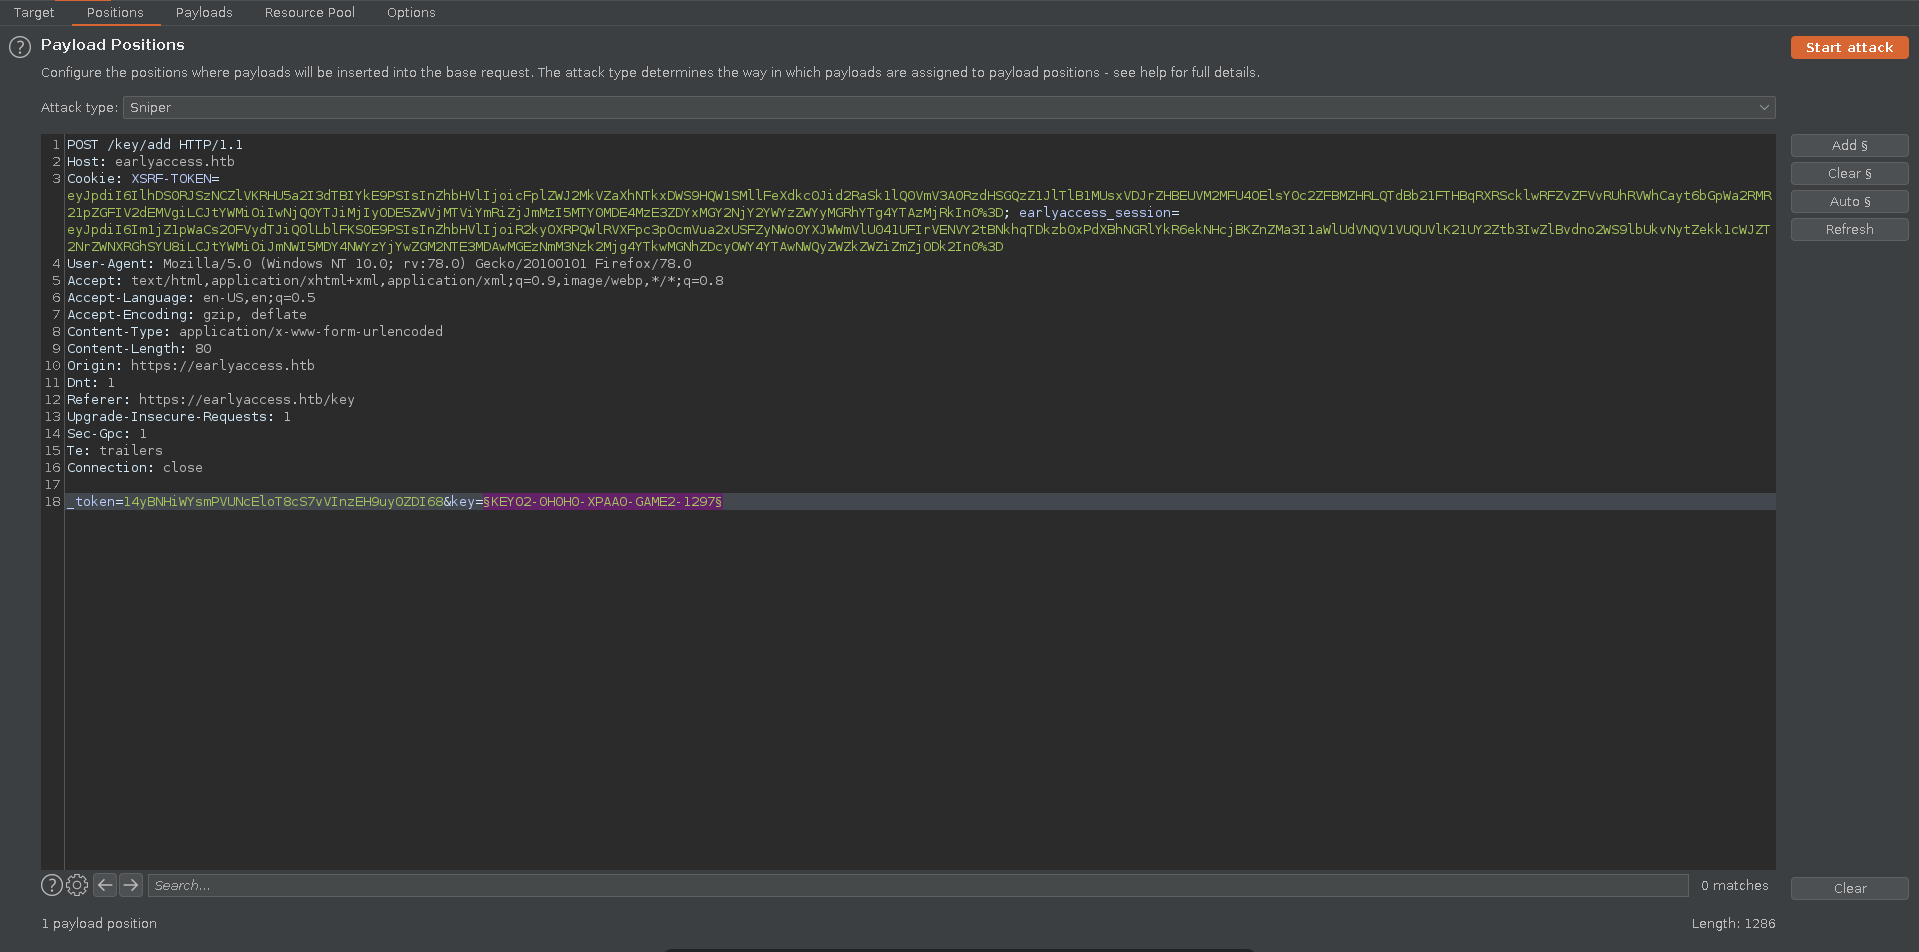 Target Positions Payloads Resource Pool Options
? Payload Positions
Start attack
Configure the positions where payloads will be inserted into the base request. The attack type determines the way in which payloads are assigned to payload positions - see help for full details.
Attack type: Sniper
Add §
Clear §
Auto §
Refresh
1 POST /key/add HTTP/1.1
2 Host: earlyaccess.htb
3 Cookie: XSRF-TOKEN=
earlyaccess_session=
4 User-Agent: Mozilla/5.0 (Windows NT 10.0; rv:78.0) Gecko/20100101 Firefox/78.0
5 Accept: text/html,application/xhtml+xml,application/xml;q=0.9,image/webp,*/*;q=0.8
6 Accept-Language: en-US,en;q=0.5
7 Accept-Encoding: gzip, deflate
8 Content-Type: application/x-www-form-urlencoded
9 Content-Length: 80
10 Origin: https://earlyaccess.htb
11 Dnt: 1
12 Referer: https://earlyaccess.htb/key
13 Upgrade-Insecure-Requests: 1
14 Sec-Gpc: 1
15 Te: trailers
16 Connection: close
17
18 _token=14yBNHiWYsmPVUNcEloT8cS7vVInzEH9uy0ZDI68&key=§KEY02-0H0H0-XPAA0-GAME2-1297§
? Search... 0 matches
Clear
1 payload position
Length: 1286